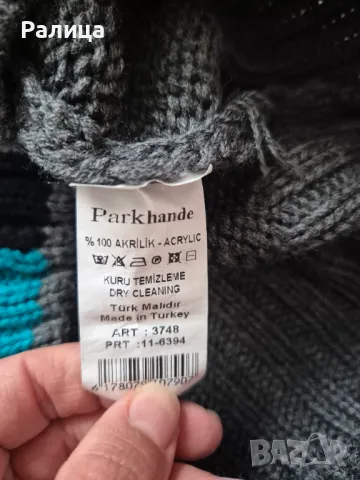 Ралица
Parkhande
% 100 AKRİLİK - ACRYLIC
KURU TEMİZLEME
DRY CLEANING
Türk Malıdır
Made in Turkey
ART : 3748
PRT :11-6394
bazar